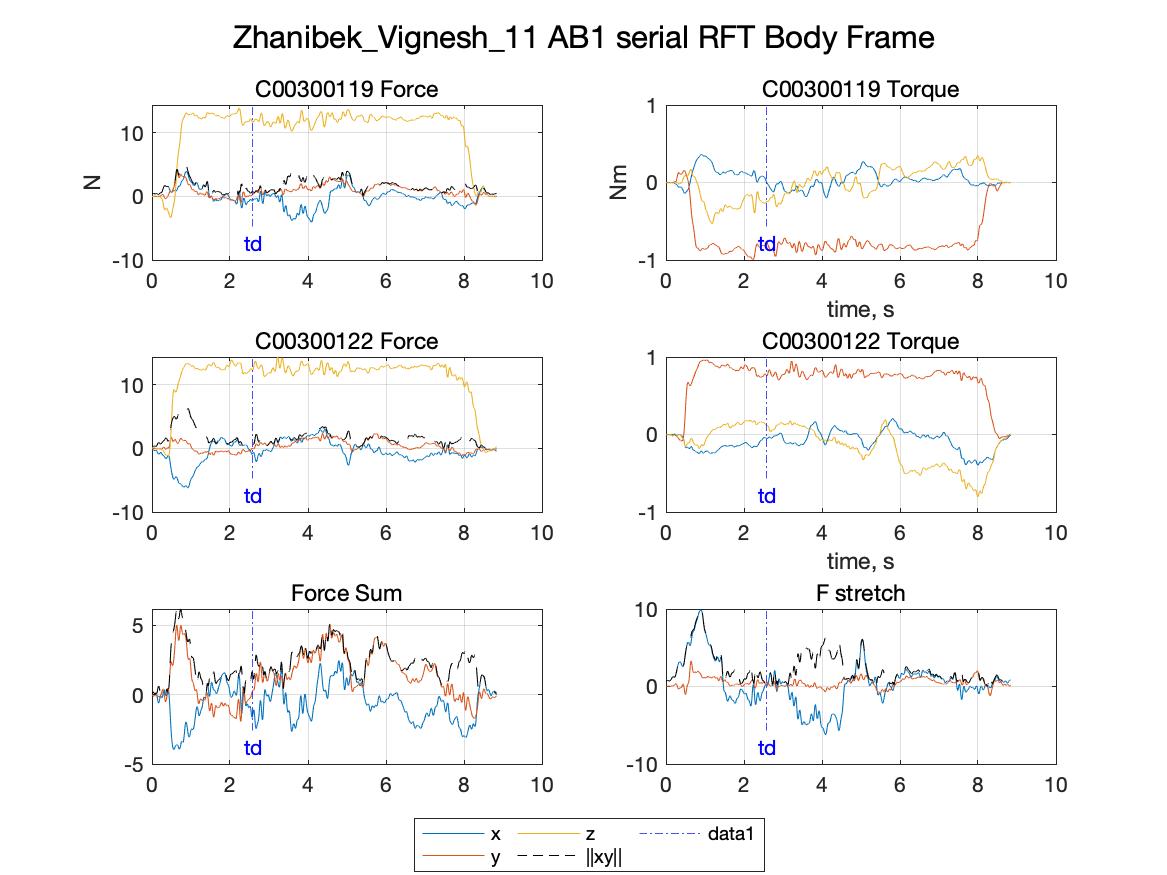 Zhanibek_Vignesh_11 AB1 serial RFT Body Frame
C00300119 Force
N
10
0
-10
td
0 2 4 6 8 10
C00300119 Torque
Nm
1
0
-1
td
0 2 4 6 8 10
time, s
C00300122 Force
10
0
-10
td
0 2 4 6 8 10
C00300122 Torque
1
0
-1
td
0 2 4 6 8 10
time, s
Force Sum
5
0
-5
td
0 2 4 6 8 10
F stretch
10
0
-10
td
0 2 4 6 8 10
x z data1
y ||xy||